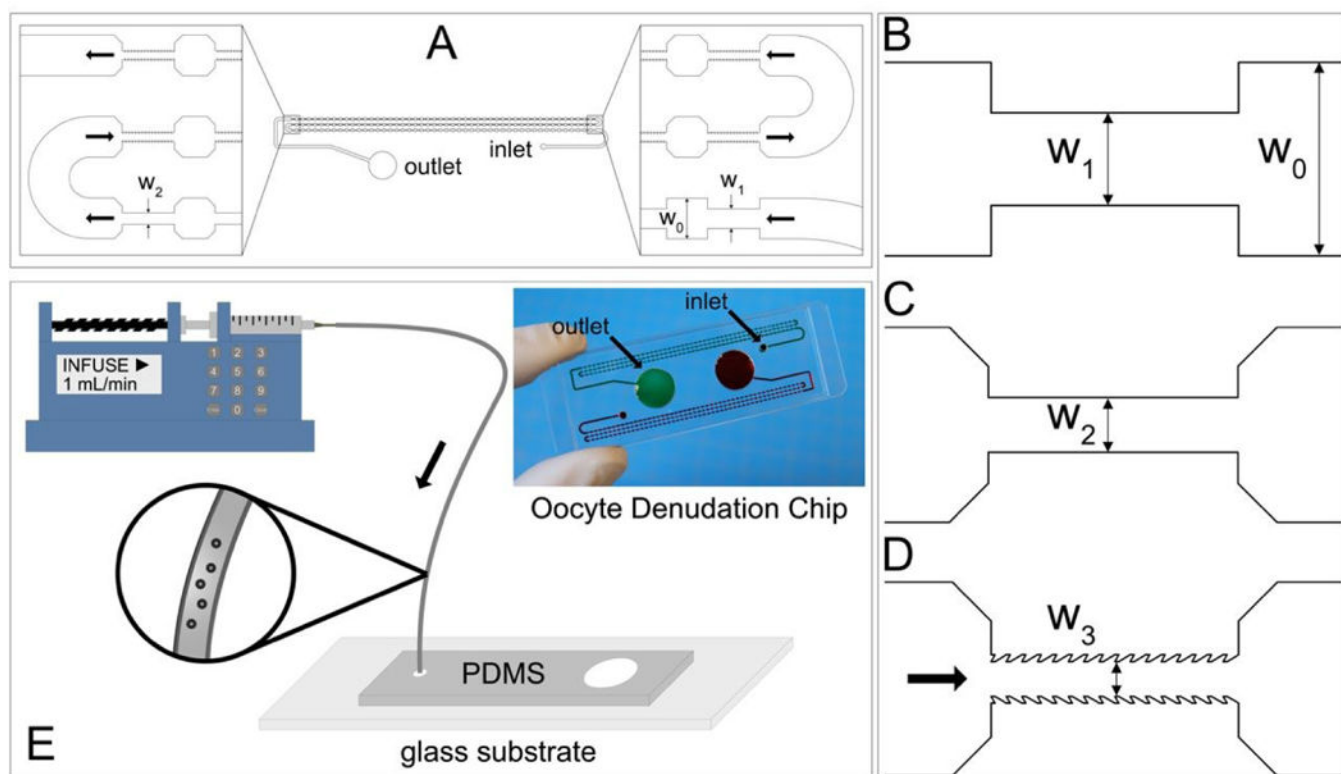 A
outlet
inlet
w2
w1
w0
B
W1
W0
C
W2
D
W3
E
INFUSE ►
1 mL/min
1 2 3
4 5 6
7 8 9
0
outlet
inlet
Oocyte Denudation Chip
PDMS
glass substrate